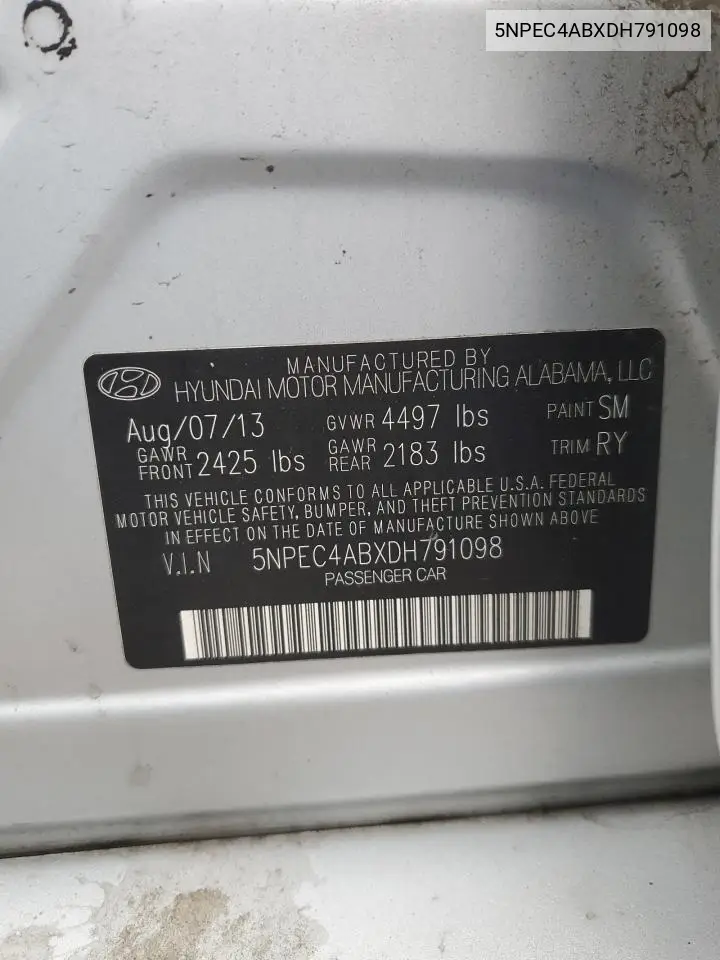 5NPEC4ABXDH791098
MANUFACTURED BY
HYUNDAI MOTOR MANUFACTURING ALABAMA, LLC
Aug/07/13 GVWR 4497 lbs PAINT SM
GAWR FRONT 2425 lbs GAWR REAR 2183 lbs TRIM RY
THIS VEHICLE CONFORMS TO ALL APPLICABLE U.S.A. FEDERAL
MOTOR VEHICLE SAFETY, BUMPER, AND THEFT PREVENTION STANDARDS
IN EFFECT ON THE DATE OF MANUFACTURE SHOWN ABOVE
V.I.N 5NPEC4ABXDH791098
PASSENGER CAR